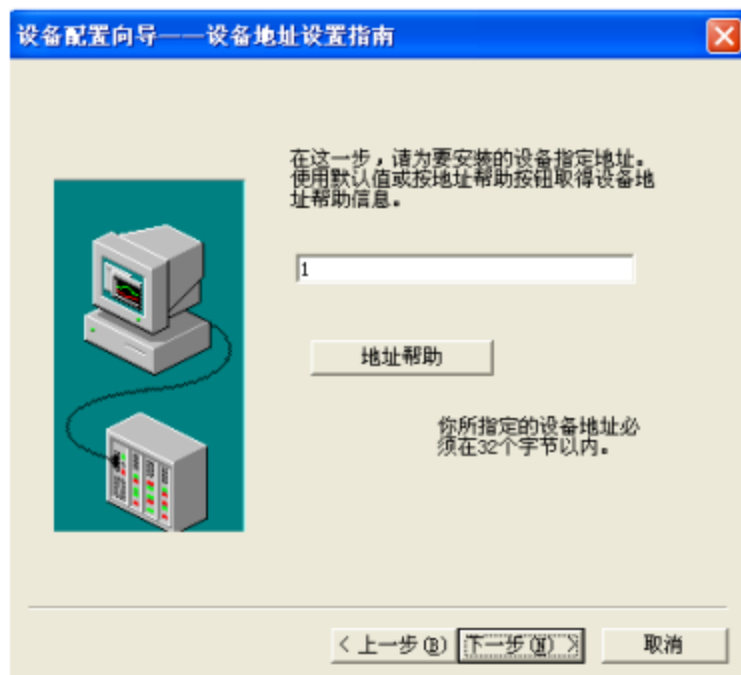 设备配置向导——设备地址设置指南
在这一步，请为要安装的设备指定地址。
使用默认值或按地址帮助按钮取得设备地
址帮助信息。
1
地址帮助
你所指定的设备地址必
须在32个字节以内。
< 上一步(B) 下一步(N) > 取消